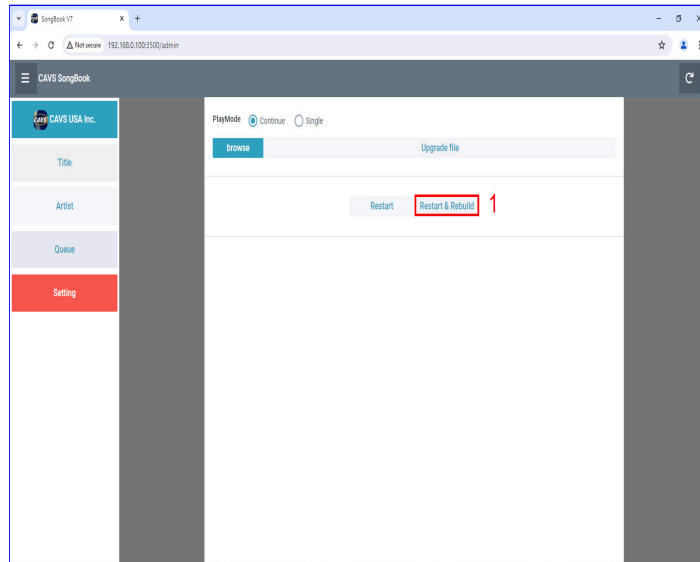 SongBook V7
Not secure 192.168.0.100:3500/admin
CAVS SongBook
CAVS CAVS USA Inc.
Title
Artist
Queue
Setting
PlayMode Continue Single
browse Upgrade file
Restart Restart & Rebuild 1